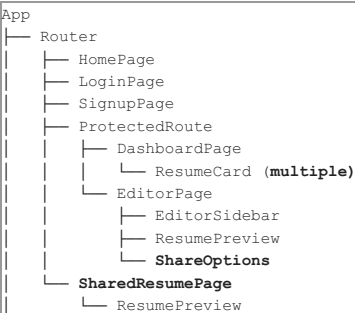 App
├── Router
│   ├── HomePage
│   ├── LoginPage
│   ├── SignupPage
│   ├── ProtectedRoute
│   │   ├── DashboardPage
│   │   │   └── ResumeCard (multiple)
│   │   └── EditorPage
│   │       ├── EditorSidebar
│   │       ├── ResumePreview
│   │       └── ShareOptions
│   └── SharedResumePage
│       └── ResumePreview